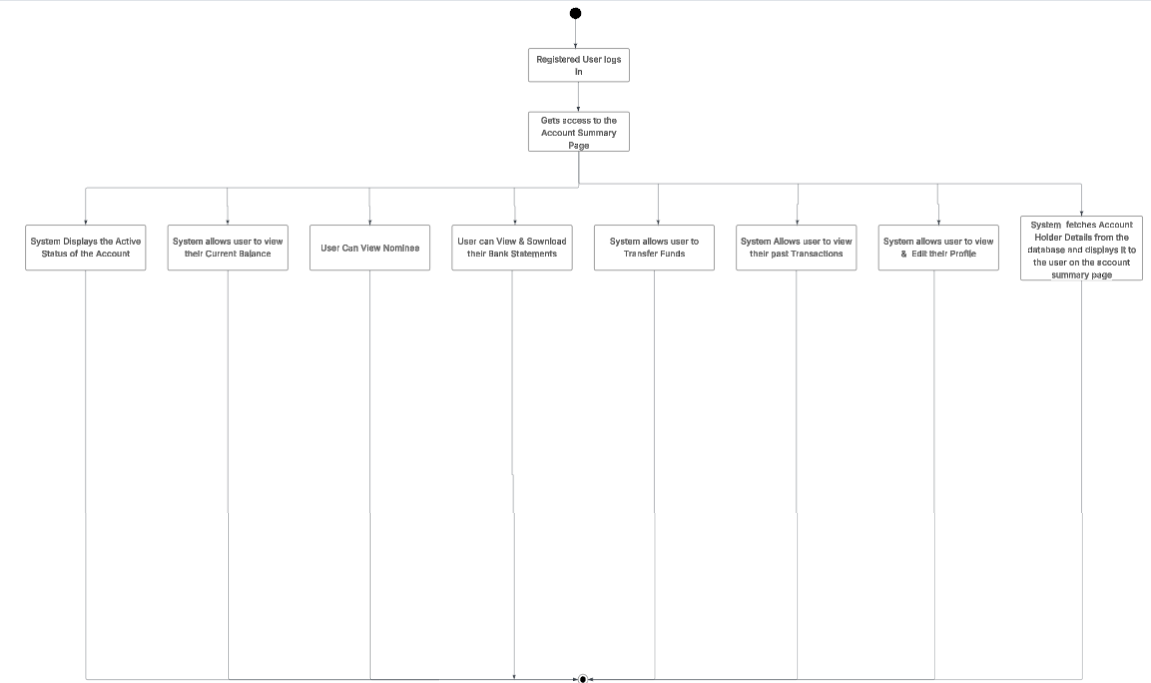 Registered User logs
In
Gets access to the
Account Summary
Page
System Displays the Active
Status of the Account
System allows user to view
their Current Balance
User Can View Nominee
User can View & Sownload
their Bank Statements
System allows user to
Transfer Funds
System Allows user to view
their past Transactions
System allows user to view
& Edit their Profile
System fetches Account
Holder Details from the
database and displays it to
the user on the account
summary page